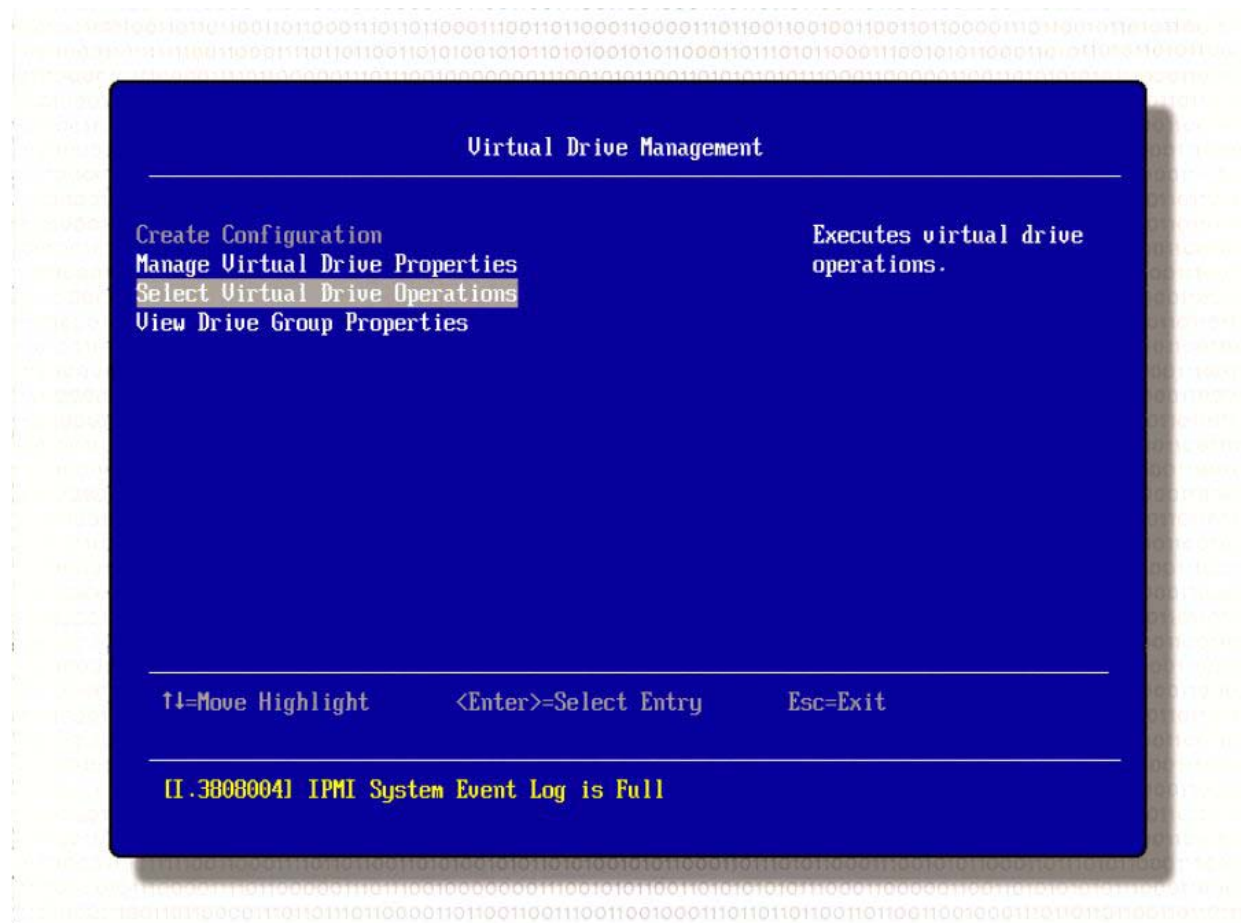 Virtual Drive Management
Create Configuration
Manage Virtual Drive Properties
Select Virtual Drive Operations
View Drive Group Properties
Executes virtual drive
operations.
↑↓=Move Highlight <Enter>=Select Entry Esc=Exit
[I.3808004] IPMI System Event Log is Full